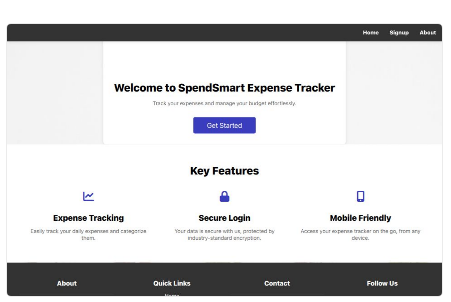 Home Signup About
Welcome to SpendSmart Expense Tracker
Track your expenses and manage your budget effortlessly.
Get Started
Key Features
Expense Tracking
Easily track your daily expenses and categorize
them.
Secure Login
Your data is secure with us, protected by
industry-standard encryption.
Mobile Friendly
Access your expense tracker on the go, from any
device.
About
Quick Links
Home
Contact
Follow Us